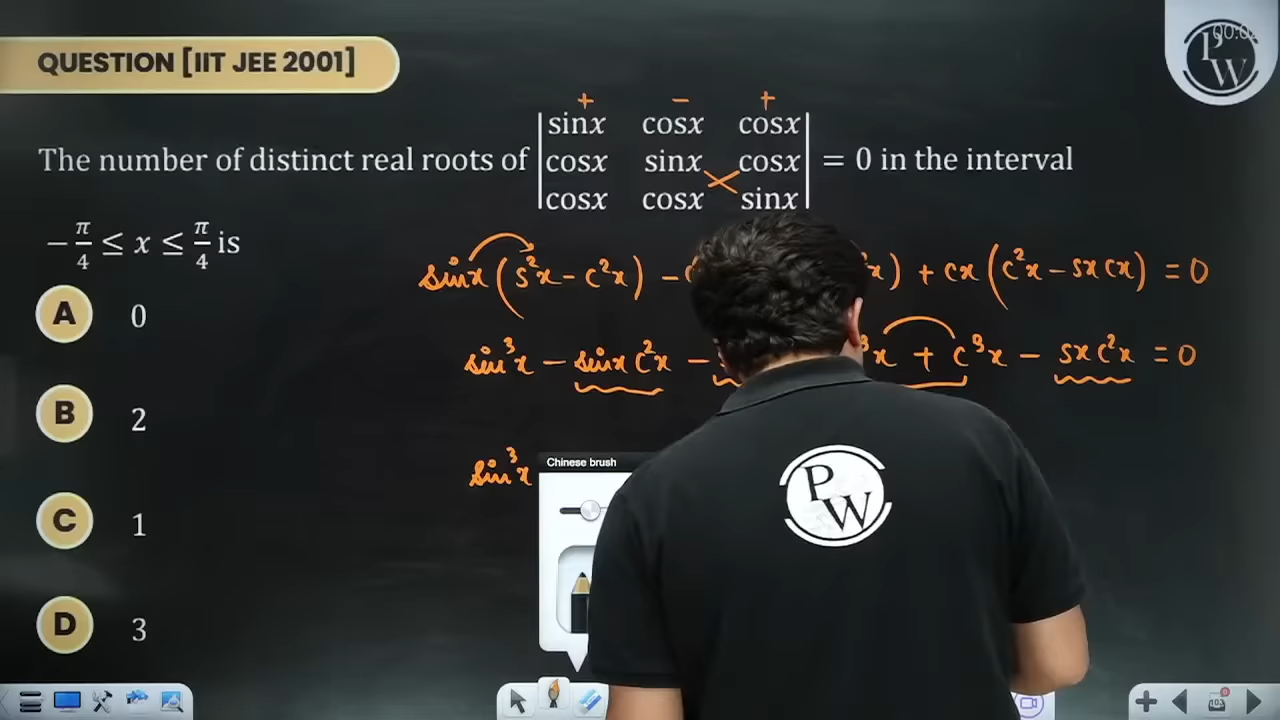 QUESTION [IIT JEE 2001]
PW
+ − +
The number of distinct real roots of |sinx cosx cosx|
|cosx sinx cosx| = 0 in the interval
|cosx cosx sinx|
−π/4 ≤ x ≤ π/4 is
sinx (s²x − c²x) − x) + cx (c²x − sx cx) = 0
A 0
sin³x − sinx c²x − ³x + c³x − sx c²x = 0
B 2
sin³x
Chinese brush
PW
C 1
D 3